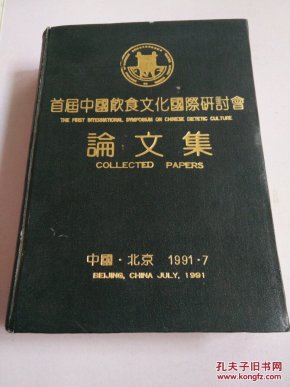 首屆中國飲食文化國際研討會
THE FIRST INTERNATIONAL SYMPOSIUM ON CHINESE DIETETIC CULTURE
論文集
COLLECTED PAPERS
中國·北京 1991·7
BEIJING, CHINA JULY, 1991
孔夫子旧书网